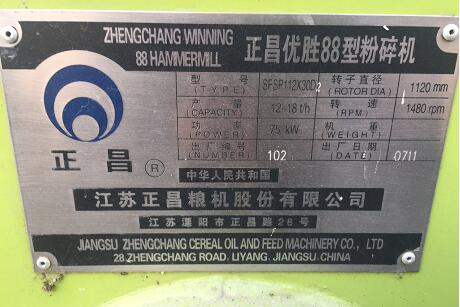 ZHENGCHANG WINNING 正昌优胜88型粉碎机
88 HAMMERMILL
型号 SFSP112X30D2 转子直径 1120 mm
(TYPE) (ROTOR DIA)
产量 12-18 t/h 转速 1480 rpm
(CAPACITY) (RPM)
功率 75 kW 机重
(POWER) (WEIGHT)
出厂编号 102 出厂日期 0711
(NUMBER) (DATE)
正昌 ®
中华人民共和国
江苏正昌粮机股份有限公司
江苏溧阳市正昌路28号
JIANGSU ZHENGCHANG CEREAL OIL AND FEED MACHINERY CO., LTD
28 ZHENGCHANG ROAD. LIYANG. JIANGSU.CHINA